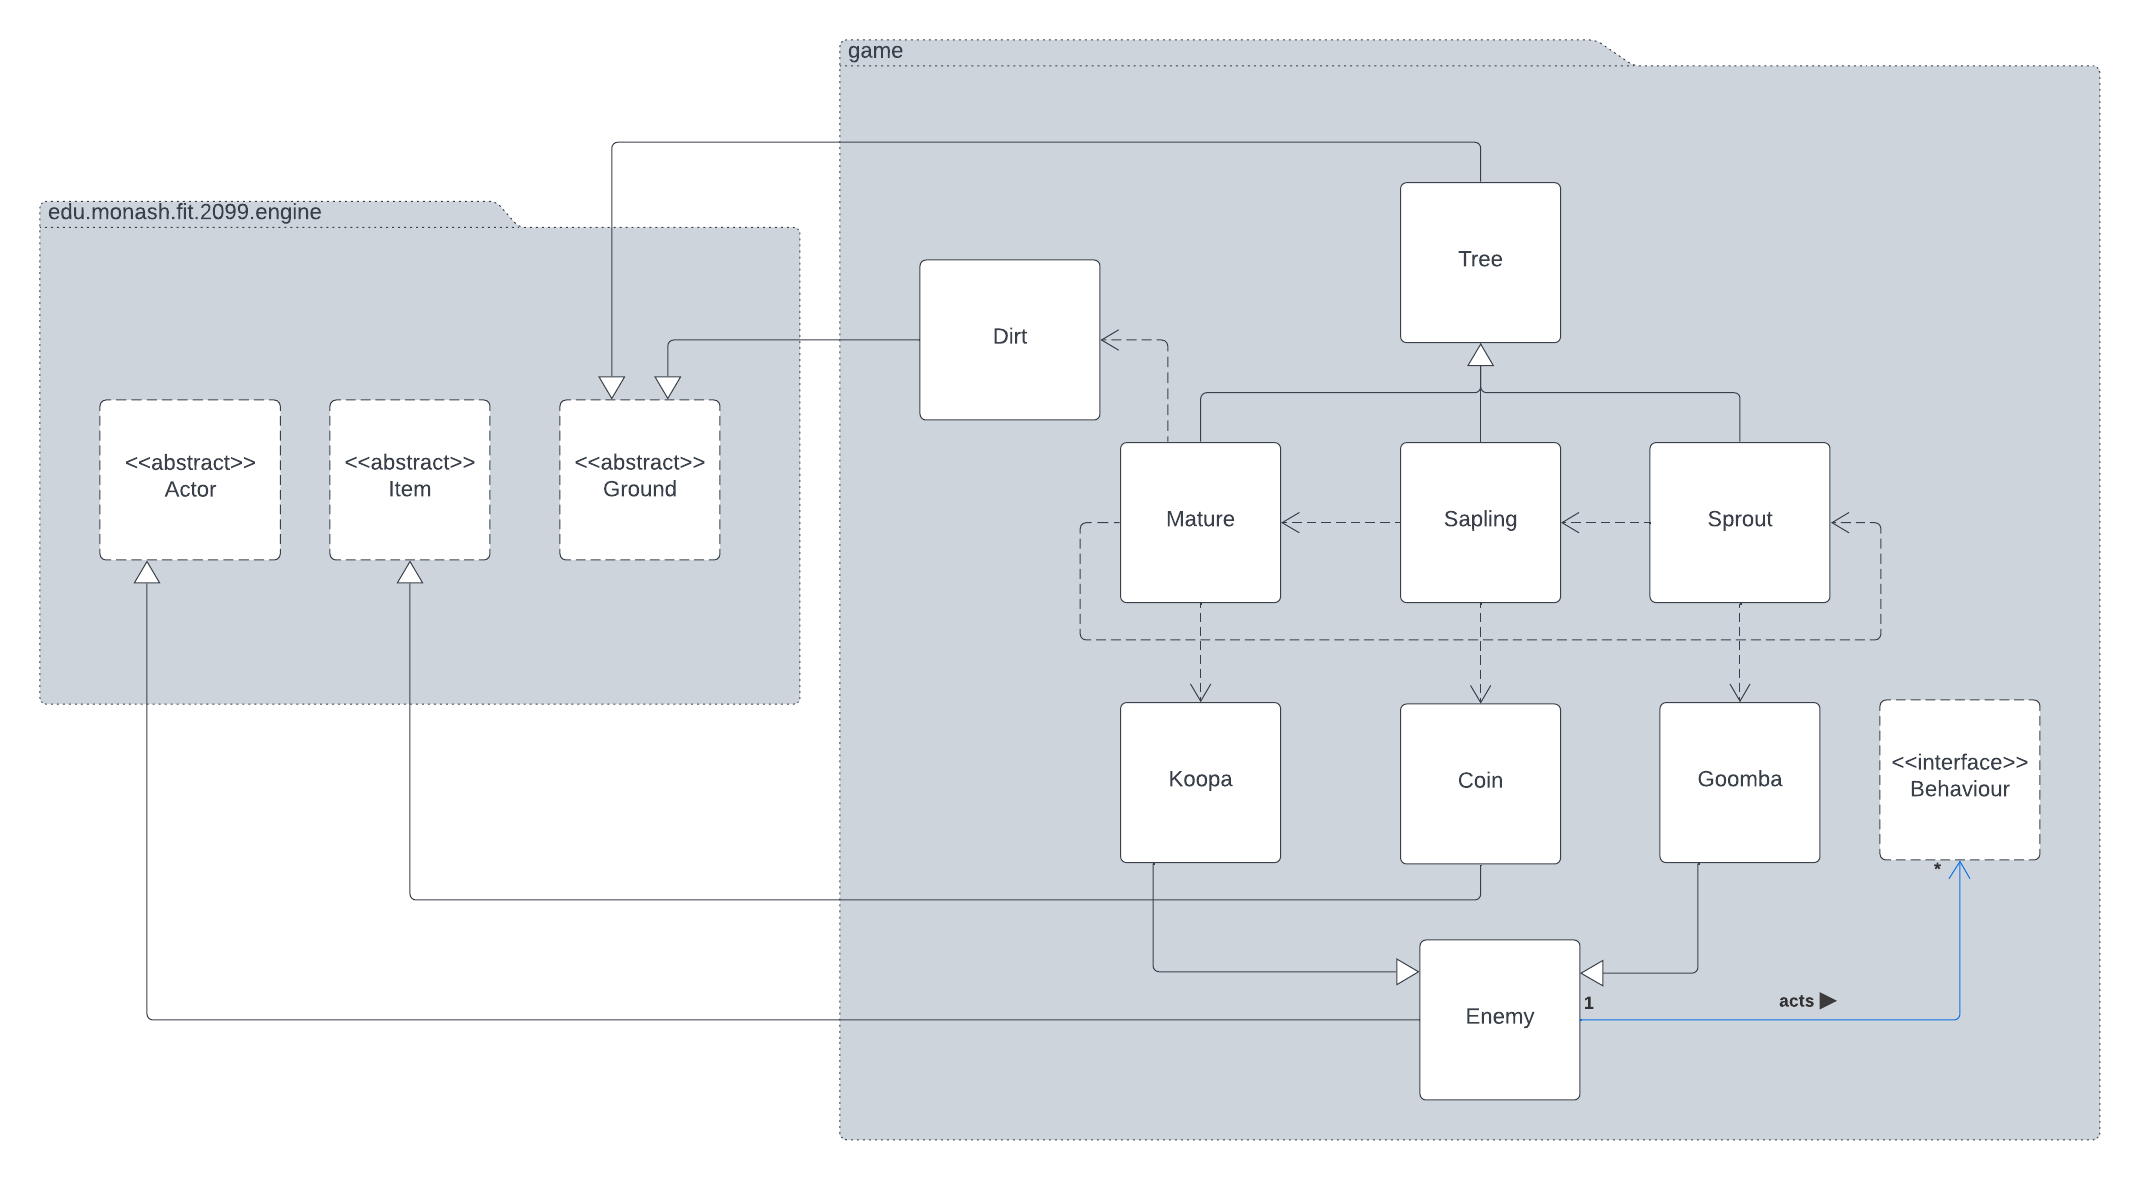 game
edu.monash.fit.2099.engine
Tree
Dirt
<<abstract>>
Actor
<<abstract>>
Item
<<abstract>>
Ground
Mature
Sapling
Sprout
Koopa
Coin
Goomba
<<interface>>
Behaviour
*
Enemy
1
acts ▶